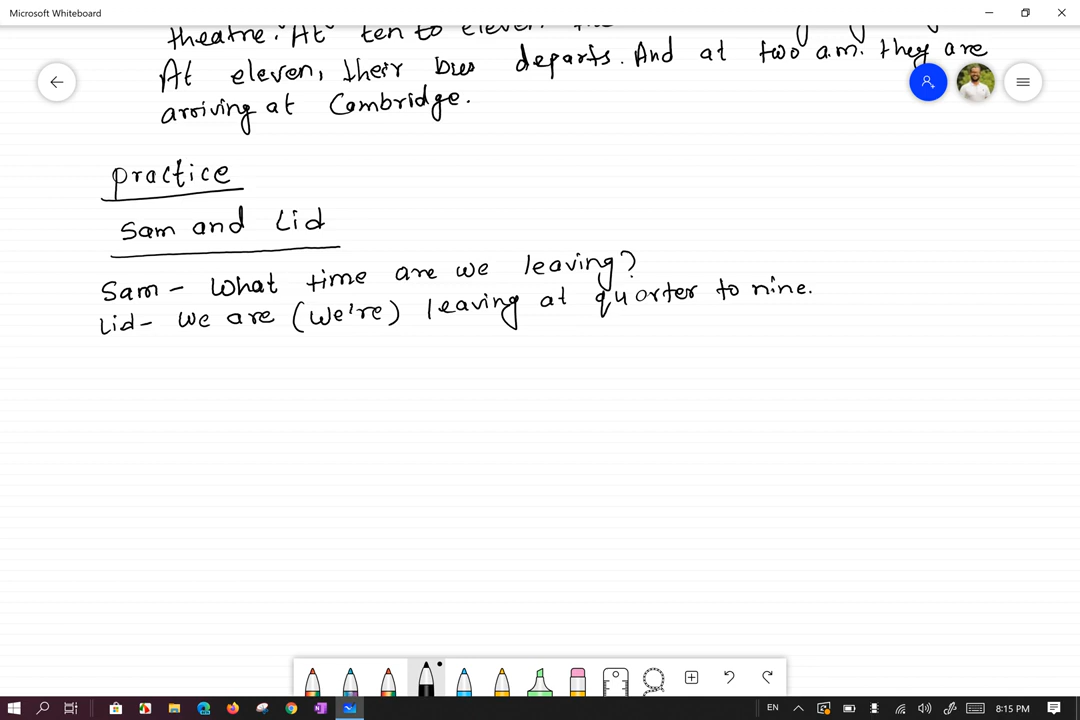 Microsoft Whiteboard
theatre. At ten to eleven
At eleven, their bus departs. And at two a.m. they are
arriving at Cambridge.
practice
Sam and Lid
Sam - What time are we leaving?
Lid - We are (We're) leaving at quarter to nine.
EN 8:15 PM